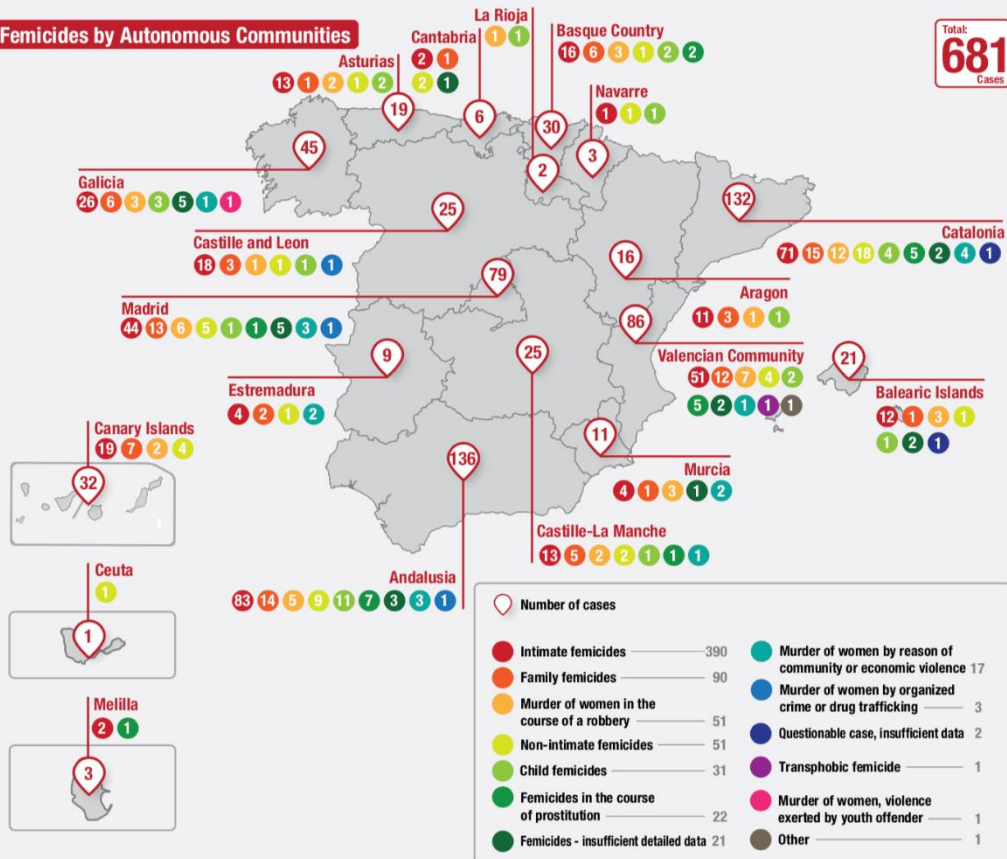 Femicides by Autonomous Communities
Total:
681
Cases
La Rioja
1 1
Cantabria
2 1
2 1
6
Asturias
13 1 2 1 2
19
Basque Country
16 6 3 1 2 2
30
Navarre
1 1 1
3
2
45
Galicia
26 6 3 3 5 1 1
25
Castille and Leon
18 3 1 1 1 1
132
Catalonia
71 15 12 18 4 5 2 4 1
16
Aragon
11 3 1 1
79
Madrid
44 13 6 5 1 1 5 3 1
86
Valencian Community
51 12 7 4 2
5 2 1 1 1
21
Balearic Islands
12 1 3 1
1 2 1
9
Estremadura
4 2 1 2
25
Castille-La Manche
13 5 2 2 1 1 1
11
Murcia
4 1 3 1 2
136
Andalusia
83 14 5 9 11 7 3 3 1
Canary Islands
19 7 2 4
32
Ceuta
1
1
Melilla
2 1
3
Number of cases
Intimate femicides 390
Family femicides 90
Murder of women in the
course of a robbery 51
Non-intimate femicides 51
Child femicides 31
Femicides in the course
of prostitution 22
Femicides - insufficient detailed data 21
Murder of women by reason of
community or economic violence 17
Murder of women by organized
crime or drug trafficking 3
Questionable case, insufficient data 2
Transphobic femicide 1
Murder of women, violence
exerted by youth offender 1
Other 1